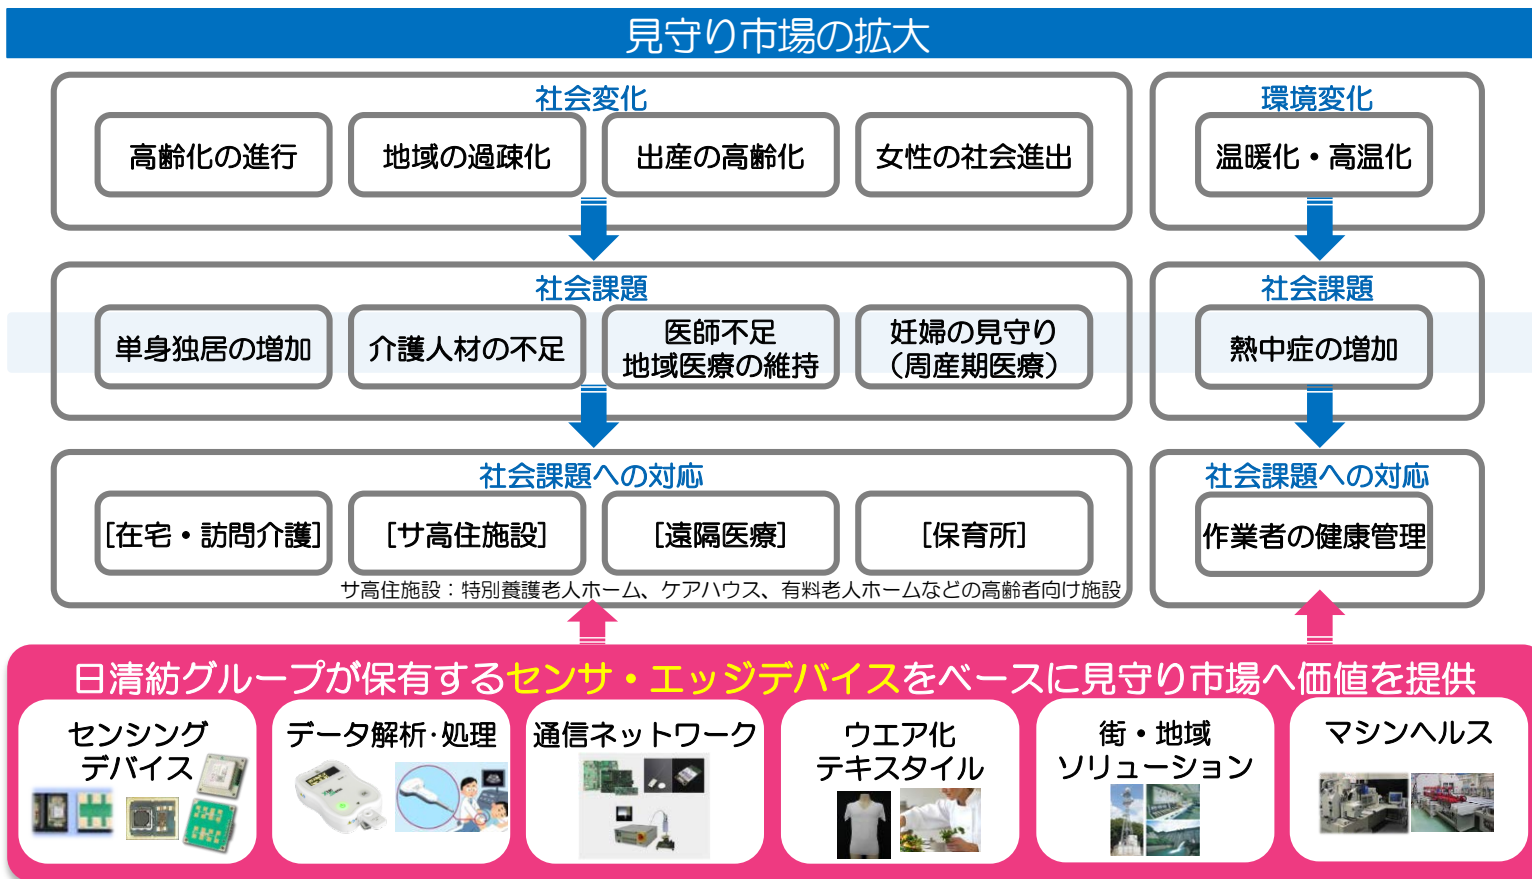 見守り市場の拡大
社会変化
高齢化の進行
地域の過疎化
出産の高齢化
女性の社会進出
環境変化
温暖化・高温化
社会課題
単身独居の増加
介護人材の不足
医師不足
地域医療の維持
妊婦の見守り
（周産期医療）
社会課題
熱中症の増加
社会課題への対応
[在宅・訪問介護]
[サ高住施設]
[遠隔医療]
[保育所]
サ高住施設：特別養護老人ホーム、ケアハウス、有料老人ホームなどの高齢者向け施設
社会課題への対応
作業者の健康管理
日清紡グループが保有するセンサ・エッジデバイスをベースに見守り市場へ価値を提供
センシング
デバイス
データ解析･処理
通信ネットワーク
ウエア化
テキスタイル
街・地域
ソリューション
マシンヘルス